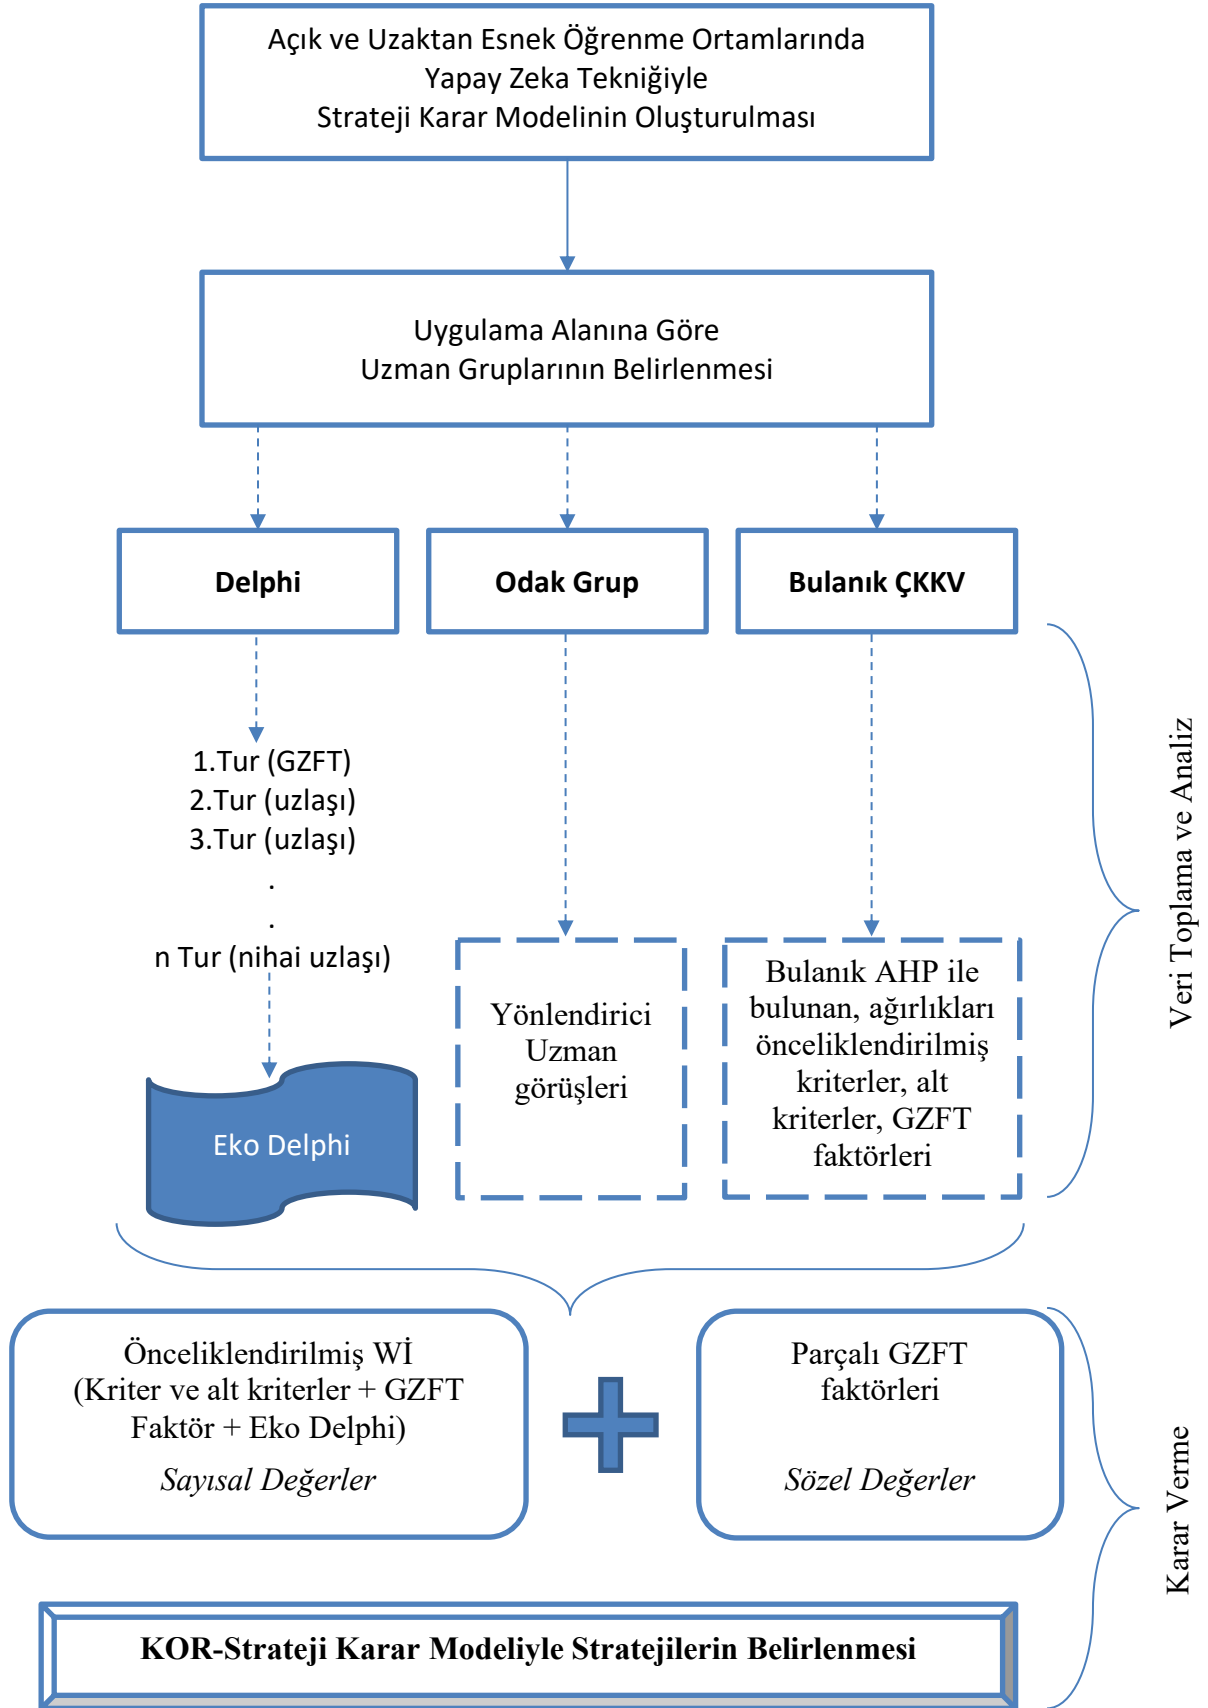 Açık ve Uzaktan Esnek Öğrenme Ortamlarında
Yapay Zeka Tekniğiyle
Strateji Karar Modelinin Oluşturulması
Uygulama Alanına Göre
Uzman Gruplarının Belirlenmesi
Delphi
Odak Grup
Bulanık ÇKKV
1.Tur (GZFT)
2.Tur (uzlaşı)
3.Tur (uzlaşı)
.
.
n Tur (nihai uzlaşı)
Eko Delphi
Yönlendirici
Uzman
görüşleri
Bulanık AHP ile
bulunan, ağırlıkları
önceliklendirilmiş
kriterler, alt
kriterler, GZFT
faktörleri
Veri Toplama ve Analiz
Önceliklendirilmiş Wİ
(Kriter ve alt kriterler + GZFT
Faktör + Eko Delphi)
Sayısal Değerler
Parçalı GZFT
faktörleri
Sözel Değerler
Karar Verme
KOR-Strateji Karar Modeliyle Stratejilerin Belirlenmesi